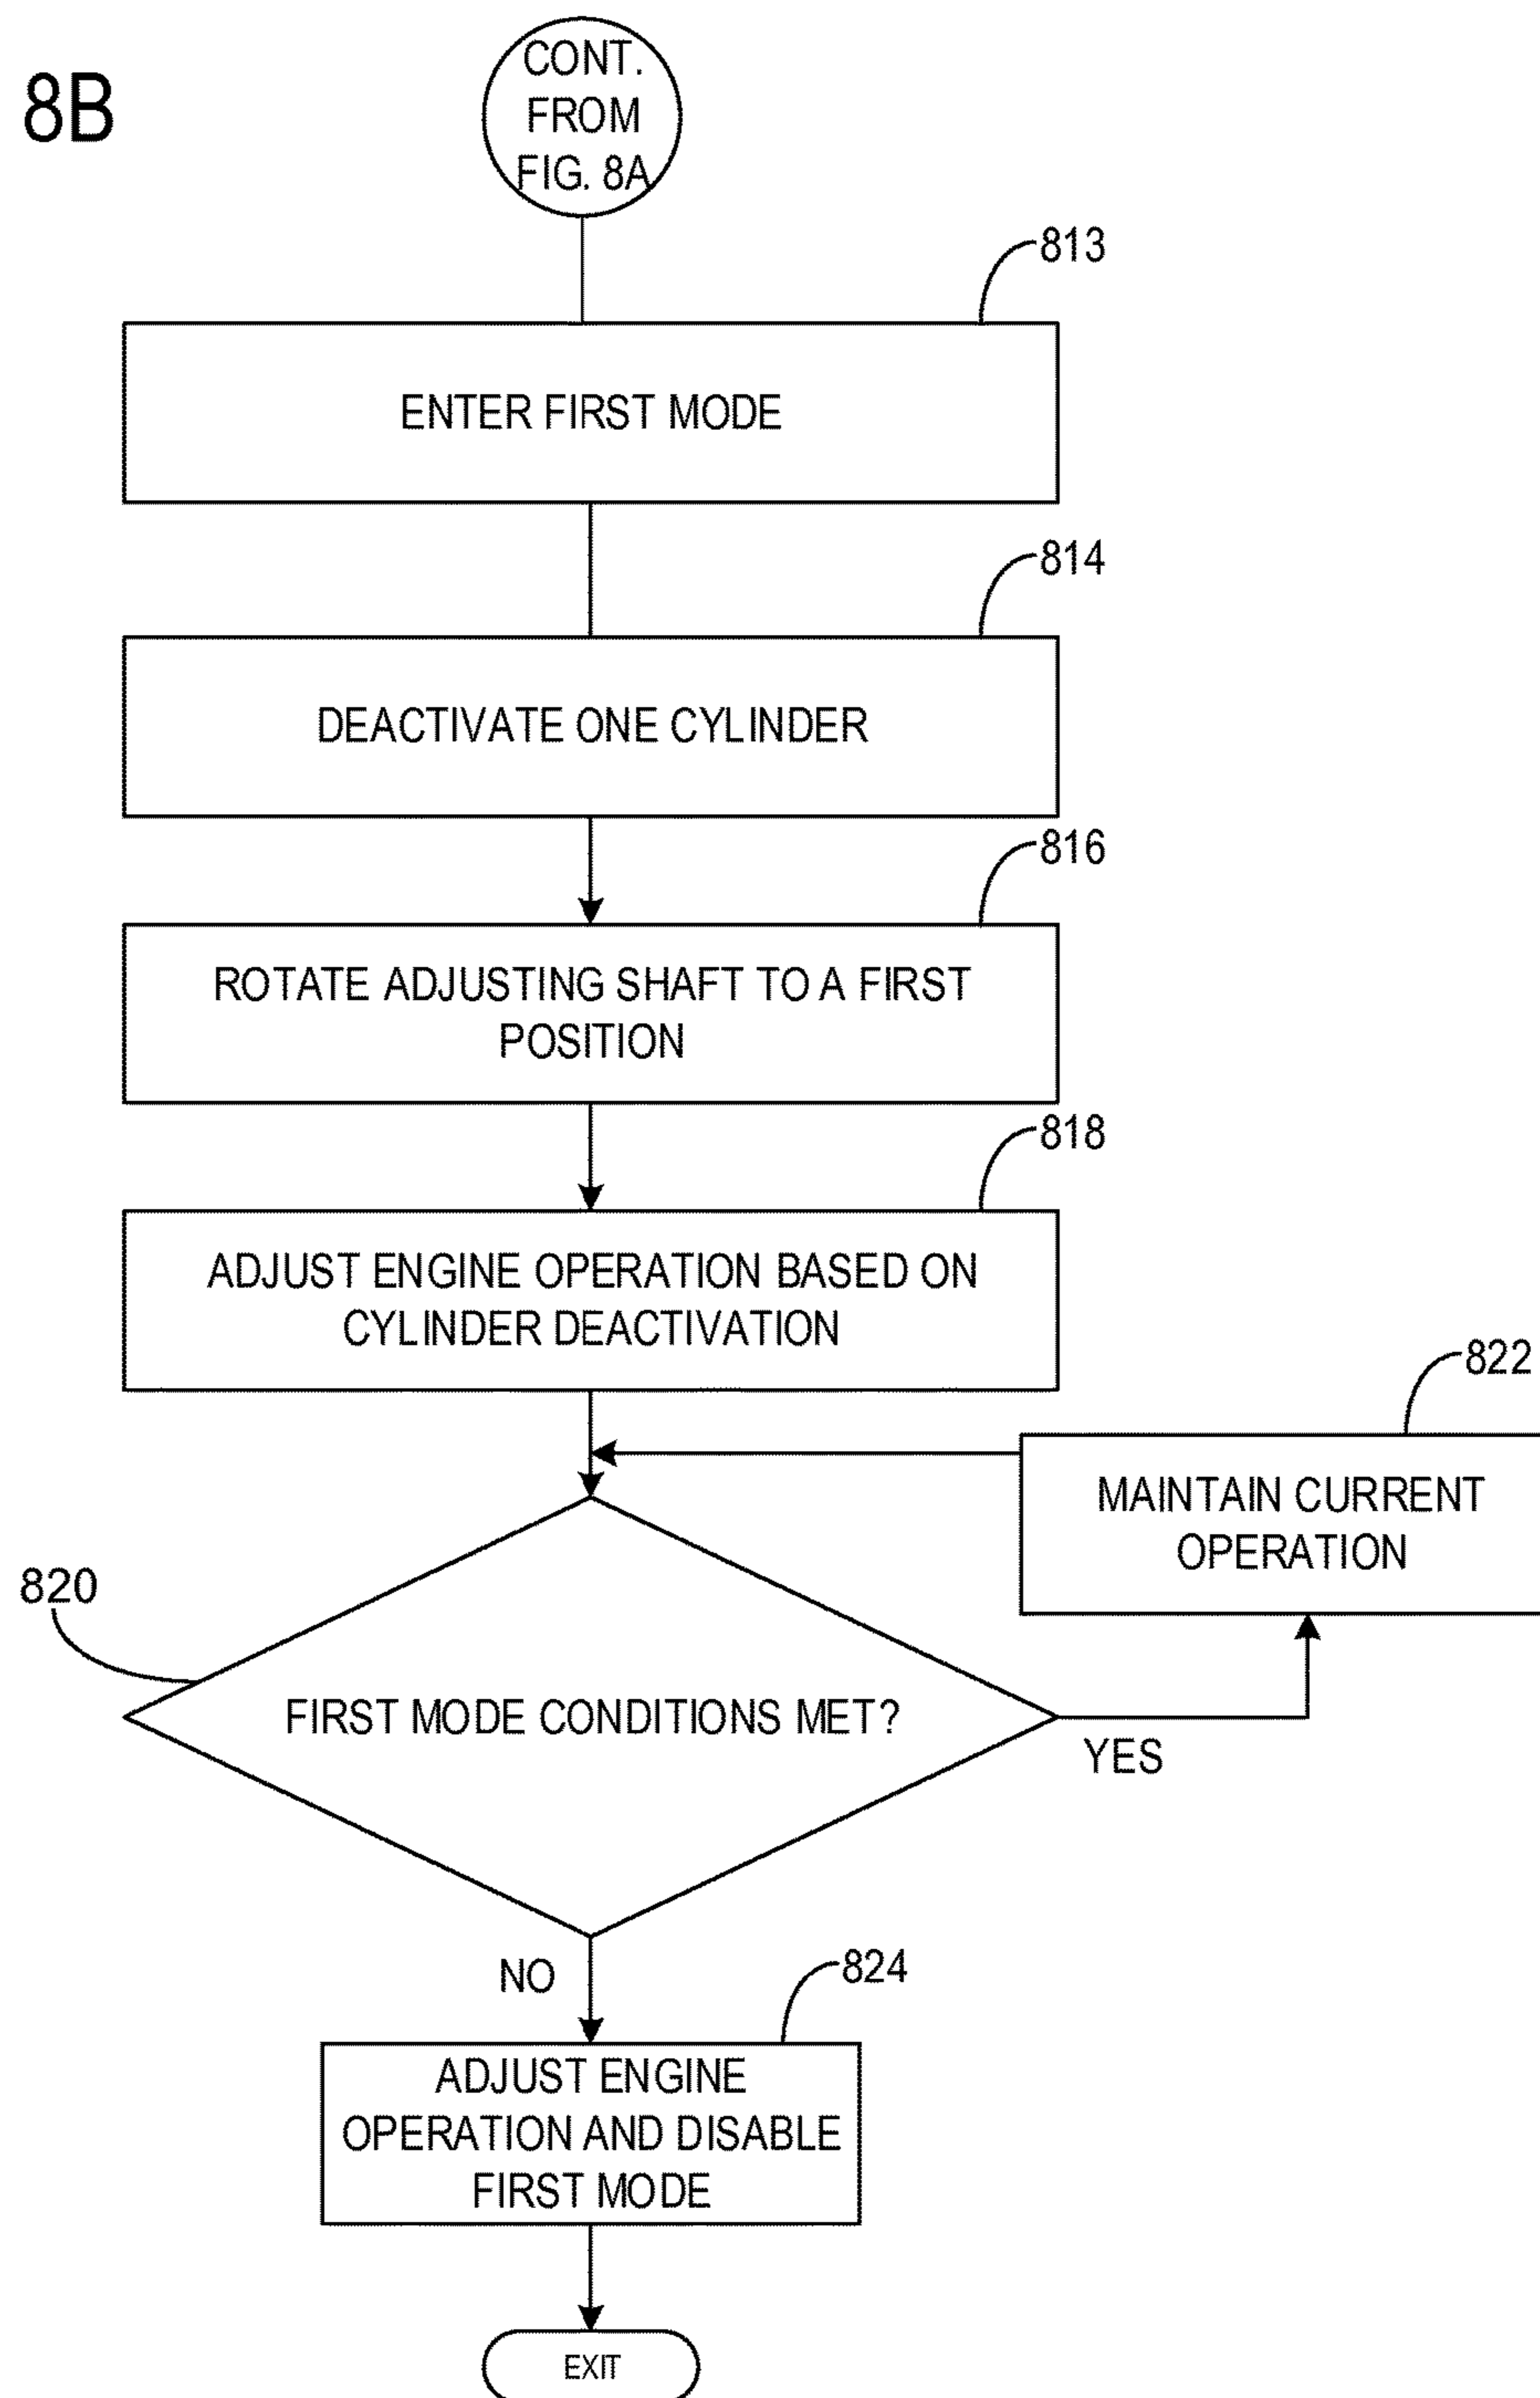 8B
CONT.
FROM
FIG. 8A
813
ENTER FIRST MODE
814
DEACTIVATE ONE CYLINDER
816
ROTATE ADJUSTING SHAFT TO A FIRST
POSITION
818
ADJUST ENGINE OPERATION BASED ON
CYLINDER DEACTIVATION
822
MAINTAIN CURRENT
OPERATION
820
FIRST MODE CONDITIONS MET?
YES
NO
824
ADJUST ENGINE
OPERATION AND DISABLE
FIRST MODE
EXIT